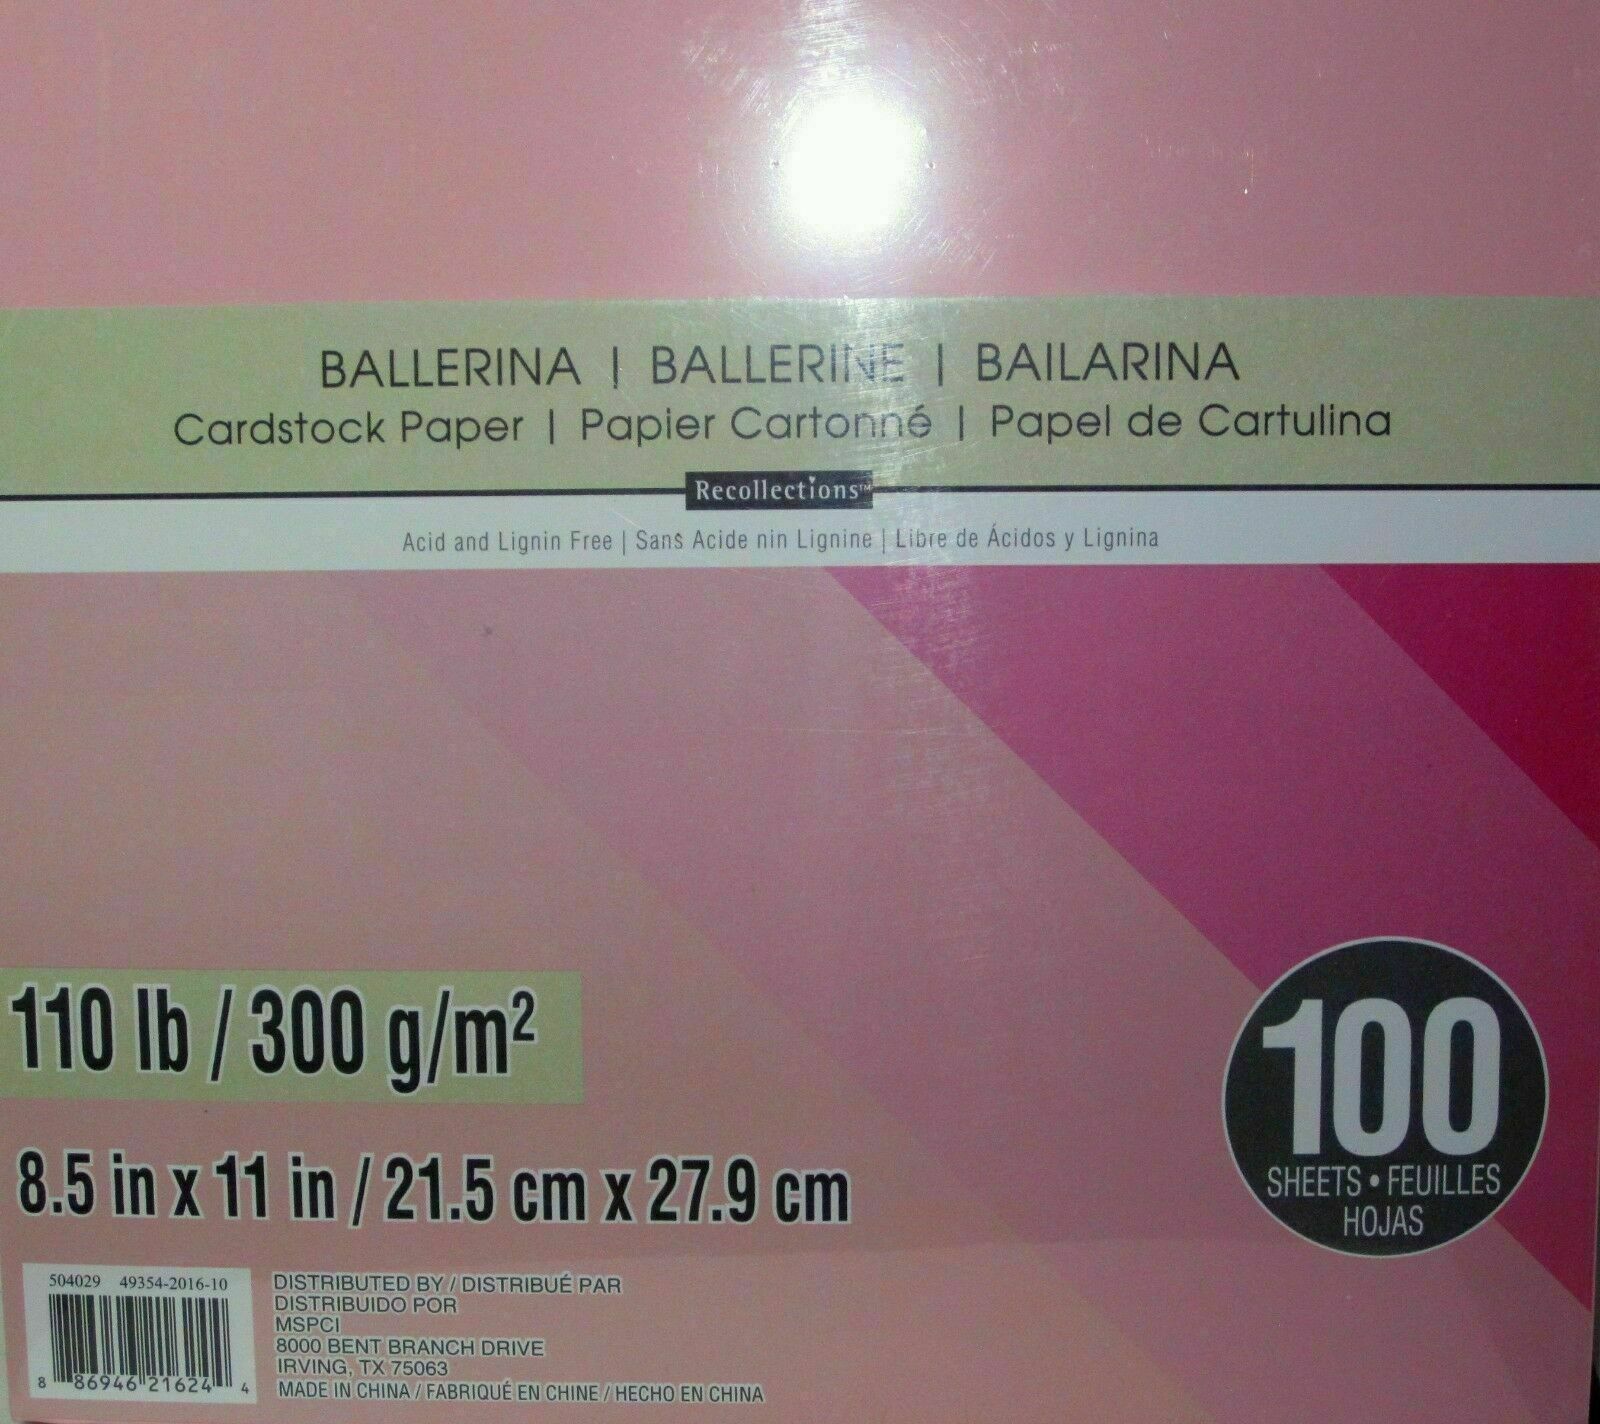 BALLERINA | BALLERINE | BAILARINA
Cardstock Paper | Papier Cartonné | Papel de Cartulina
Recollections™
Acid and Lignin Free | Sans Acide nin Lignine | Libre de Ácidos y Lignina
110 lb / 300 g/m²
8.5 in x 11 in / 21.5 cm x 27.9 cm
100
SHEETS • FEUILLES
HOJAS
504029 49354-2016-10
8 86946 21624 4
DISTRIBUTED BY / DISTRIBUÉ PAR
DISTRIBUIDO POR
MSPCI
8000 BENT BRANCH DRIVE
IRVING, TX 75063
MADE IN CHINA / FABRIQUÉ EN CHINE / HECHO EN CHINA